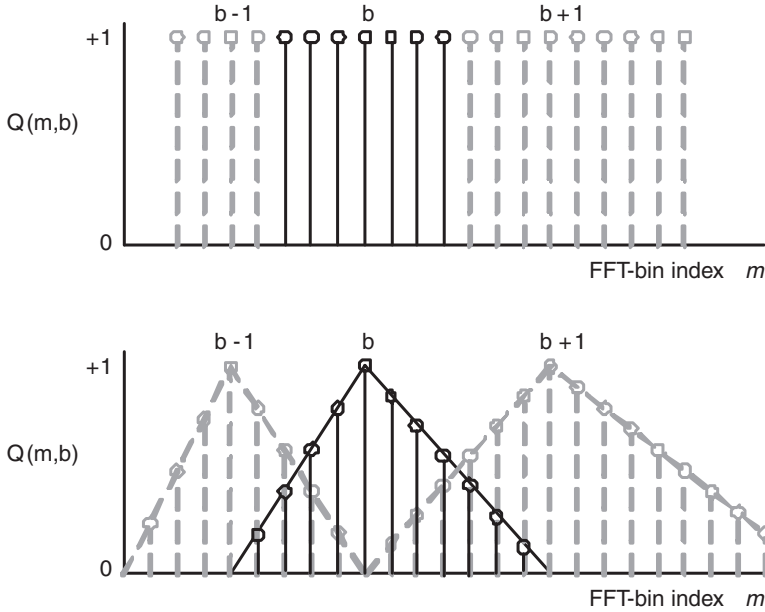 b - 1 b b + 1
+1
Q(m,b)
0
FFT-bin index m
b - 1 b b + 1
+1
Q(m,b)
0
FFT-bin index m